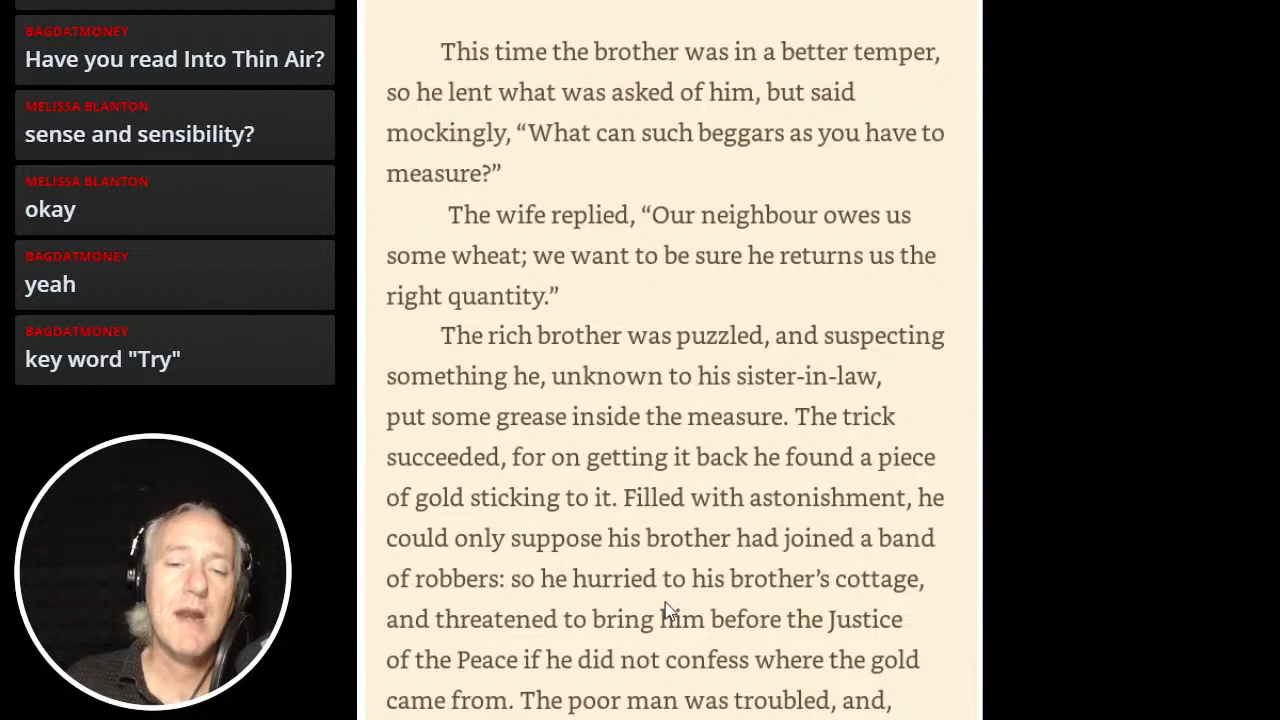 BAGDATMONEY
Have you read Into Thin Air?
MELISSA BLANTON
sense and sensibility?
MELISSA BLANTON
okay
BAGDATMONEY
yeah
BAGDATMONEY
key word "Try"
This time the brother was in a better temper,
so he lent what was asked of him, but said
mockingly, “What can such beggars as you have to
measure?”
The wife replied, “Our neighbour owes us
some wheat; we want to be sure he returns us the
right quantity.”
The rich brother was puzzled, and suspecting
something he, unknown to his sister-in-law,
put some grease inside the measure. The trick
succeeded, for on getting it back he found a piece
of gold sticking to it. Filled with astonishment, he
could only suppose his brother had joined a band
of robbers: so he hurried to his brother’s cottage,
and threatened to bring him before the Justice
of the Peace if he did not confess where the gold
came from. The poor man was troubled, and,